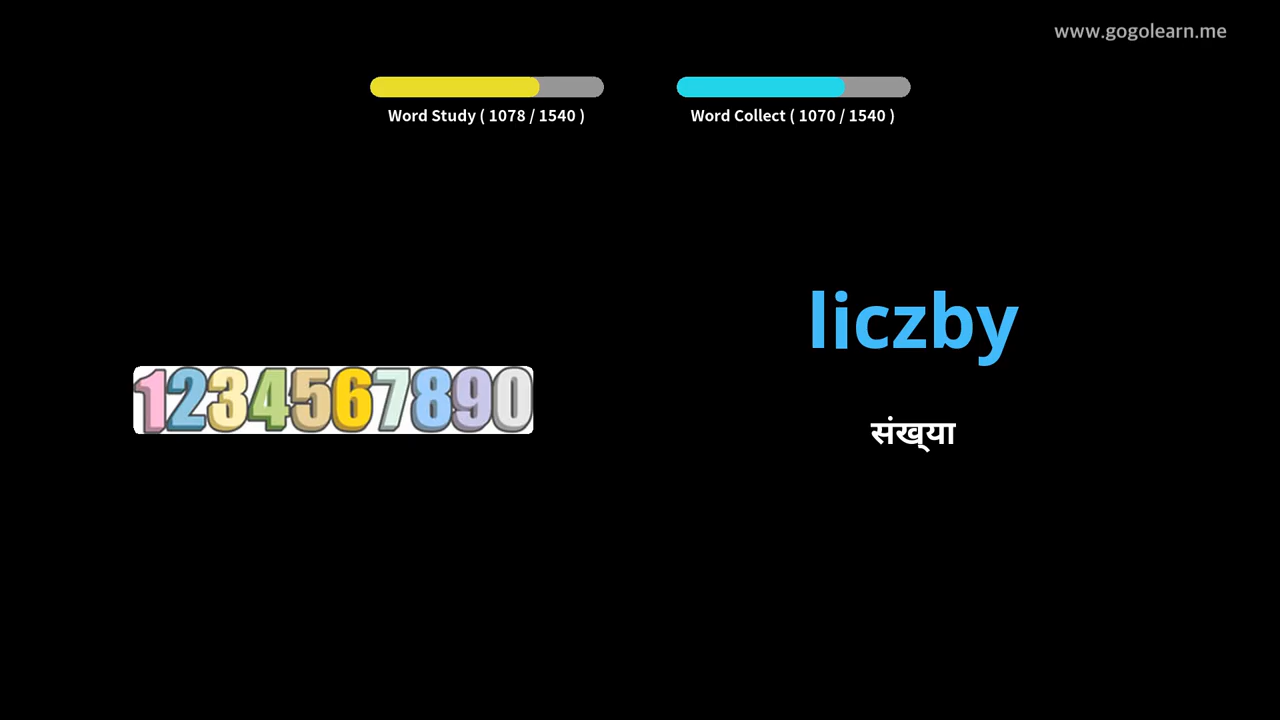 www.gogolearn.me
Word Study ( 1078 / 1540 )
Word Collect ( 1070 / 1540 )
liczby
1234567890
संख्या